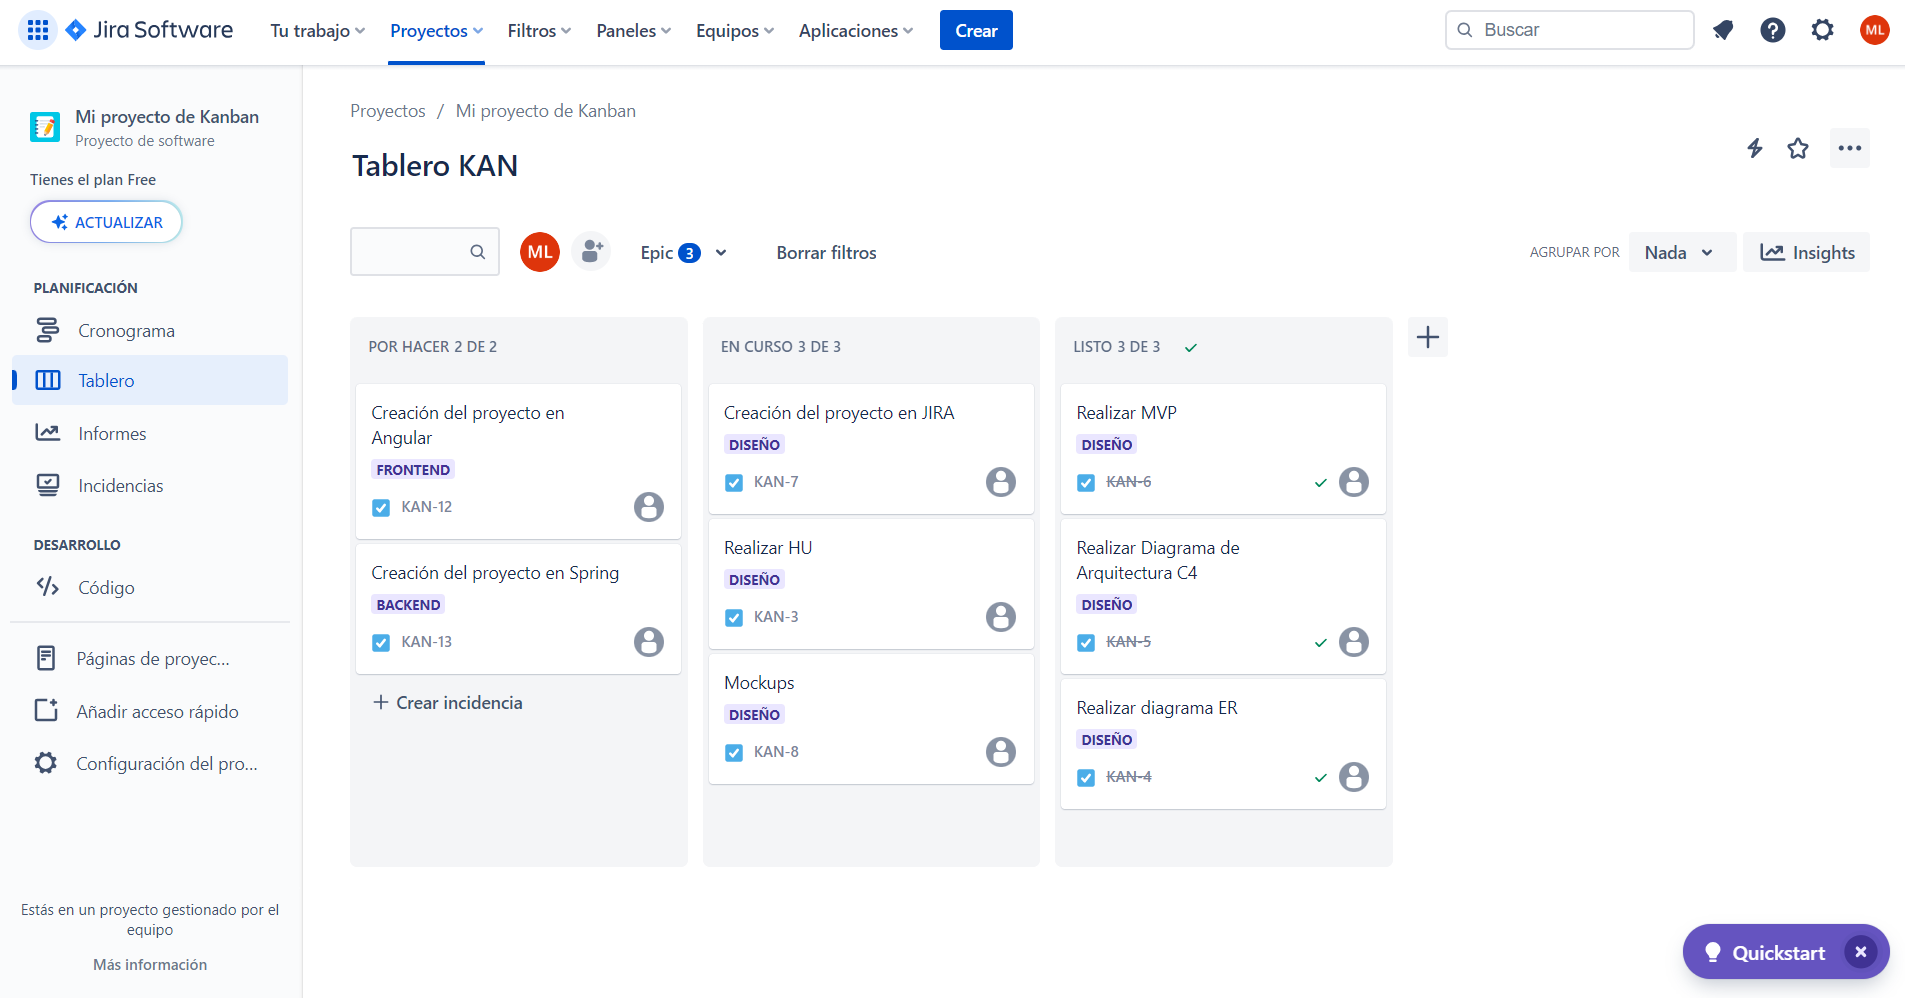 Jira Software
Tu trabajo
Proyectos
Filtros
Paneles
Equipos
Aplicaciones
Crear
Buscar
ML
Mi proyecto de Kanban
Proyecto de software
Tienes el plan Free
ACTUALIZAR
PLANIFICACIÓN
Cronograma
Tablero
Informes
Incidencias
DESARROLLO
Código
Páginas de proyec...
Añadir acceso rápido
Configuración del pro...
Estás en un proyecto gestionado por el
equipo
Más información
Proyectos / Mi proyecto de Kanban
Tablero KAN
ML
Epic 3
Borrar filtros
AGRUPAR POR
Nada
Insights
POR HACER 2 DE 2
Creación del proyecto en
Angular
FRONTEND
KAN-12
Creación del proyecto en Spring
BACKEND
KAN-13
+ Crear incidencia
EN CURSO 3 DE 3
Creación del proyecto en JIRA
DISEÑO
KAN-7
Realizar HU
DISEÑO
KAN-3
Mockups
DISEÑO
KAN-8
LISTO 3 DE 3
Realizar MVP
DISEÑO
KAN-6
Realizar Diagrama de
Arquitectura C4
DISEÑO
KAN-5
Realizar diagrama ER
DISEÑO
KAN-4
Quickstart